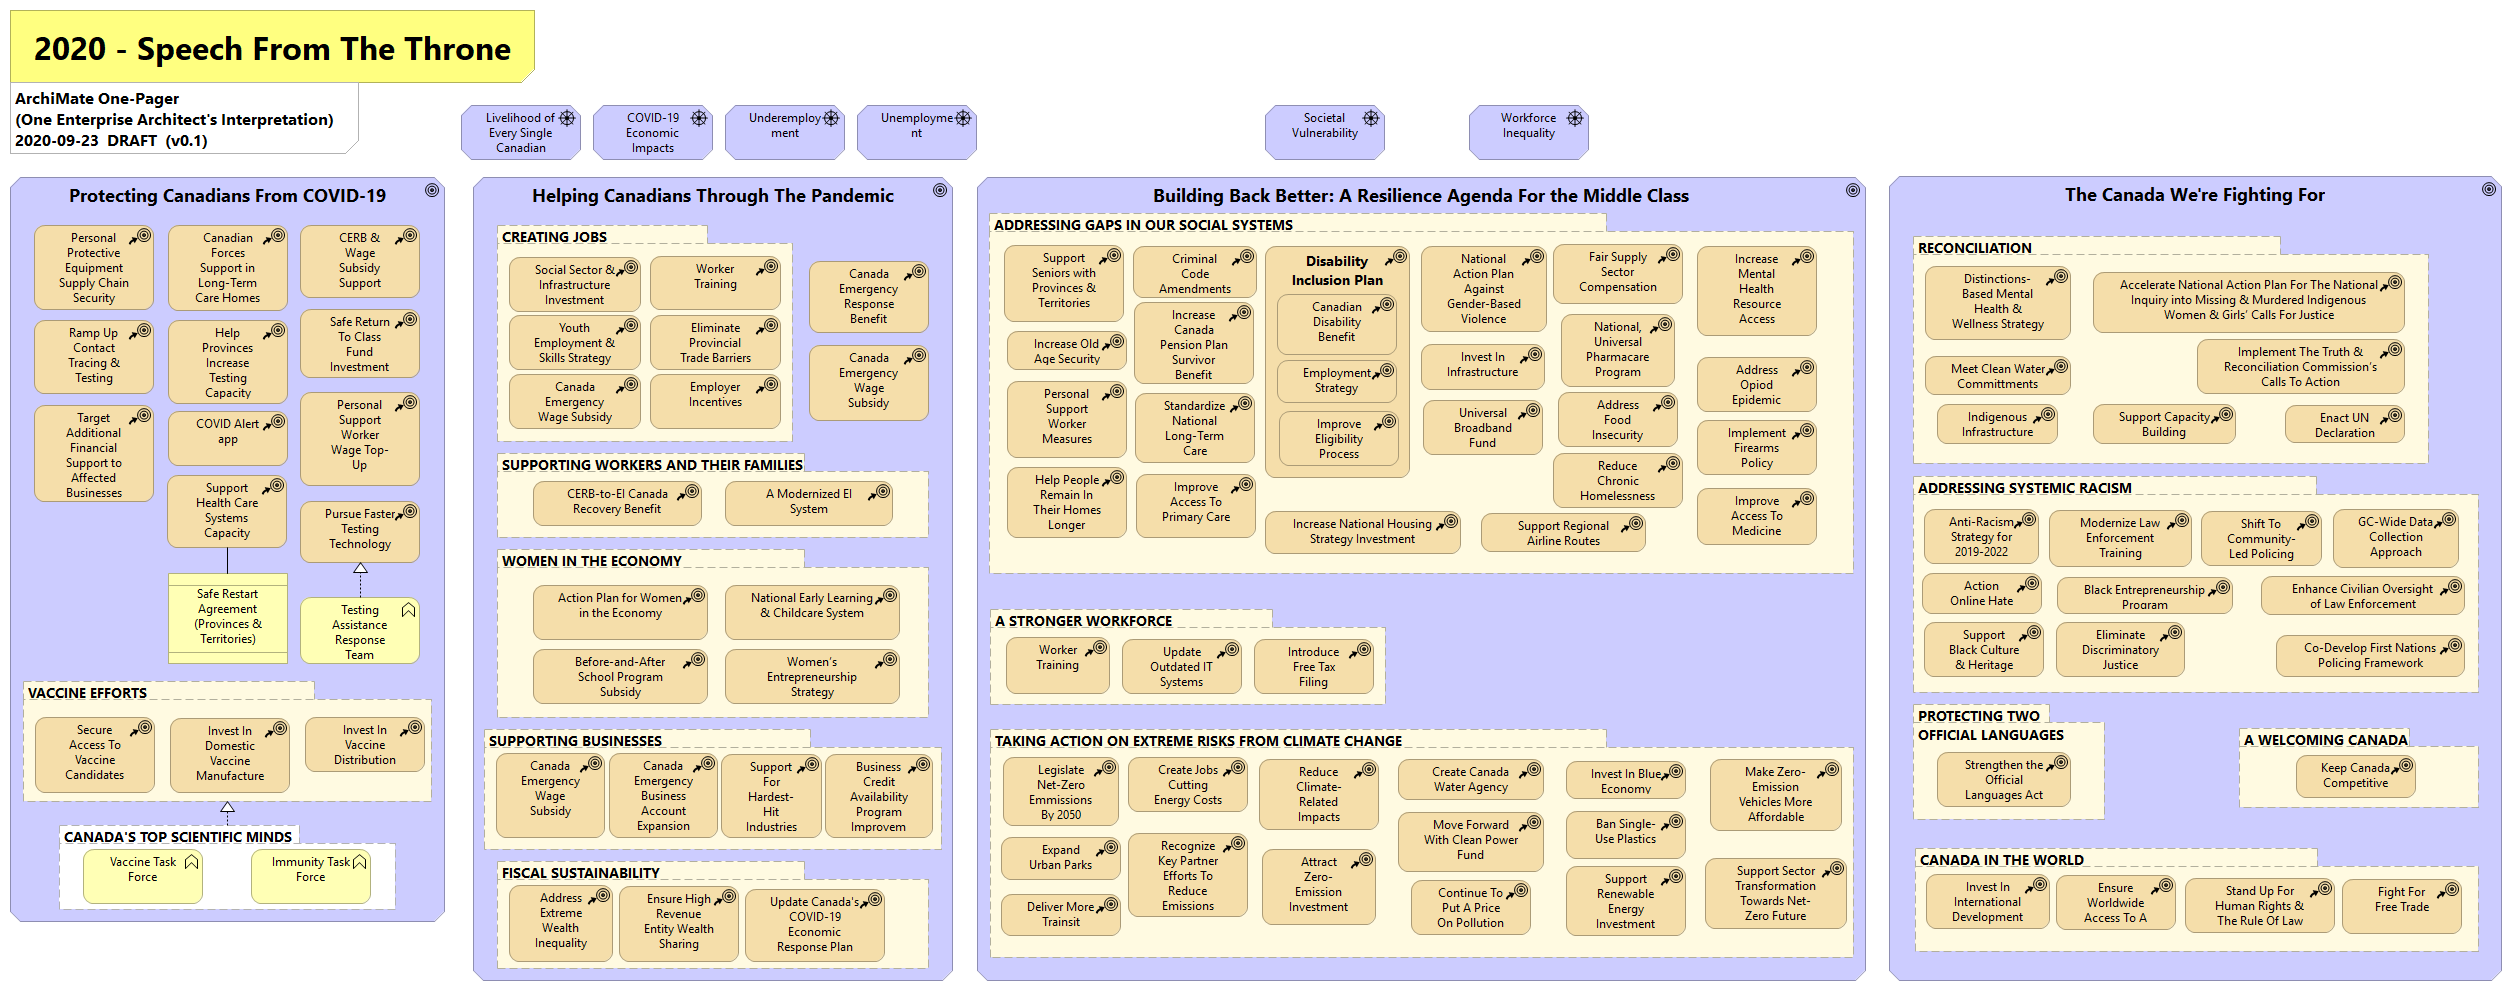 2020 - Speech From The Throne
ArchiMate One-Pager
(One Enterprise Architect's Interpretation)
2020-09-23  DRAFT  (v0.1)
Livelihood of
Every Single
Canadian
COVID-19
Economic
Impacts
Underemploy
ment
Unemployme
nt
Societal
Vulnerability
Workforce
Inequality
Protecting Canadians From COVID-19
Personal
Protective
Equipment
Supply Chain
Security
Canadian
Forces
Support in
Long-Term
Care Homes
CERB &
Wage
Subsidy
Support
Ramp Up
Contact
Tracing &
Testing
Help
Provinces
Increase
Testing
Capacity
Safe Return
To Class
Fund
Investment
Target
Additional
Financial
Support to
Affected
Businesses
COVID Alert
app
Personal
Support
Worker
Wage Top-
Up
Support
Health Care
Systems
Capacity
Pursue Faster
Testing
Technology
Safe Restart
Agreement
(Provinces &
Territories)
Testing
Assistance
Response
Team
VACCINE EFFORTS
Secure
Access To
Vaccine
Candidates
Invest In
Domestic
Vaccine
Manufacture
Invest In
Vaccine
Distribution
CANADA'S TOP SCIENTIFIC MINDS
Vaccine Task
Force
Immunity Task
Force
Helping Canadians Through The Pandemic
CREATING JOBS
Social Sector &
Infrastructure
Investment
Worker
Training
Youth
Employment &
Skills Strategy
Eliminate
Provincial
Trade Barriers
Canada
Emergency
Wage Subsidy
Employer
Incentives
Canada
Emergency
Response
Benefit
Canada
Emergency
Wage
Subsidy
SUPPORTING WORKERS AND THEIR FAMILIES
CERB-to-EI Canada
Recovery Benefit
A Modernized EI
System
WOMEN IN THE ECONOMY
Action Plan for Women
in the Economy
National Early Learning
& Childcare System
Before-and-After
School Program
Subsidy
Women's
Entrepreneurship
Strategy
SUPPORTING BUSINESSES
Canada
Emergency
Wage
Subsidy
Canada
Emergency
Business
Account
Expansion
Support
For
Hardest-
Hit
Industries
Business
Credit
Availability
Program
Improvem
FISCAL SUSTAINABILITY
Address
Extreme
Wealth
Inequality
Ensure High
Revenue
Entity Wealth
Sharing
Update Canada's
COVID-19
Economic
Response Plan
Building Back Better: A Resilience Agenda For the Middle Class
ADDRESSING GAPS IN OUR SOCIAL SYSTEMS
Support
Seniors with
Provinces &
Territories
Increase Old
Age Security
Personal
Support
Worker
Measures
Help People
Remain In
Their Homes
Longer
Criminal
Code
Amendments
Increase
Canada
Pension Plan
Survivor
Benefit
Standardize
National
Long-Term
Care
Improve
Access To
Primary Care
Disability
Inclusion Plan
Canadian
Disability
Benefit
Employment
Strategy
Improve
Eligibility
Process
Increase National Housing
Strategy Investment
National
Action Plan
Against
Gender-Based
Violence
Invest In
Infrastructure
Universal
Broadband
Fund
Support Regional
Airline Routes
Fair Supply
Sector
Compensation
National,
Universal
Pharmacare
Program
Address
Food
Insecurity
Reduce
Chronic
Homelessness
Increase
Mental
Health
Resource
Access
Address
Opiod
Epidemic
Implement
Firearms
Policy
Improve
Access To
Medicine
A STRONGER WORKFORCE
Worker
Training
Update
Outdated IT
Systems
Introduce
Free Tax
Filing
TAKING ACTION ON EXTREME RISKS FROM CLIMATE CHANGE
Legislate
Net-Zero
Emmissions
By 2050
Expand
Urban Parks
Deliver More
Trainsit
Create Jobs
Cutting
Energy Costs
Recognize
Key Partner
Efforts To
Reduce
Emissions
Reduce
Climate-
Related
Impacts
Attract
Zero-
Emission
Investment
Create Canada
Water Agency
Move Forward
With Clean Power
Fund
Continue To
Put A Price
On Pollution
Invest In Blue
Economy
Ban Single-
Use Plastics
Support
Renewable
Energy
Investment
Make Zero-
Emission
Vehicles More
Affordable
Support Sector
Transformation
Towards Net-
Zero Future
The Canada We're Fighting For
RECONCILIATION
Distinctions-
Based Mental
Health &
Wellness Strategy
Accelerate National Action Plan For The National
Inquiry into Missing & Murdered Indigenous
Women & Girls' Calls For Justice
Meet Clean Water
Committments
Implement The Truth &
Reconciliation Commission's
Calls To Action
Indigenous
Infrastructure
Support Capacity
Building
Enact UN
Declaration
ADDRESSING SYSTEMIC RACISM
Anti-Racism
Strategy for
2019-2022
Modernize Law
Enforcement
Training
Shift To
Community-
Led Policing
GC-Wide Data
Collection
Approach
Action
Online Hate
Black Entrepreneurship
Program
Enhance Civilian Oversight
of Law Enforcement
Support
Black Culture
& Heritage
Eliminate
Discriminatory
Justice
Co-Develop First Nations
Policing Framework
PROTECTING TWO
OFFICIAL LANGUAGES
Strengthen the
Official
Languages Act
A WELCOMING CANADA
Keep Canada
Competitive
CANADA IN THE WORLD
Invest In
International
Development
Ensure
Worldwide
Access To A
Stand Up For
Human Rights &
The Rule Of Law
Fight For
Free Trade